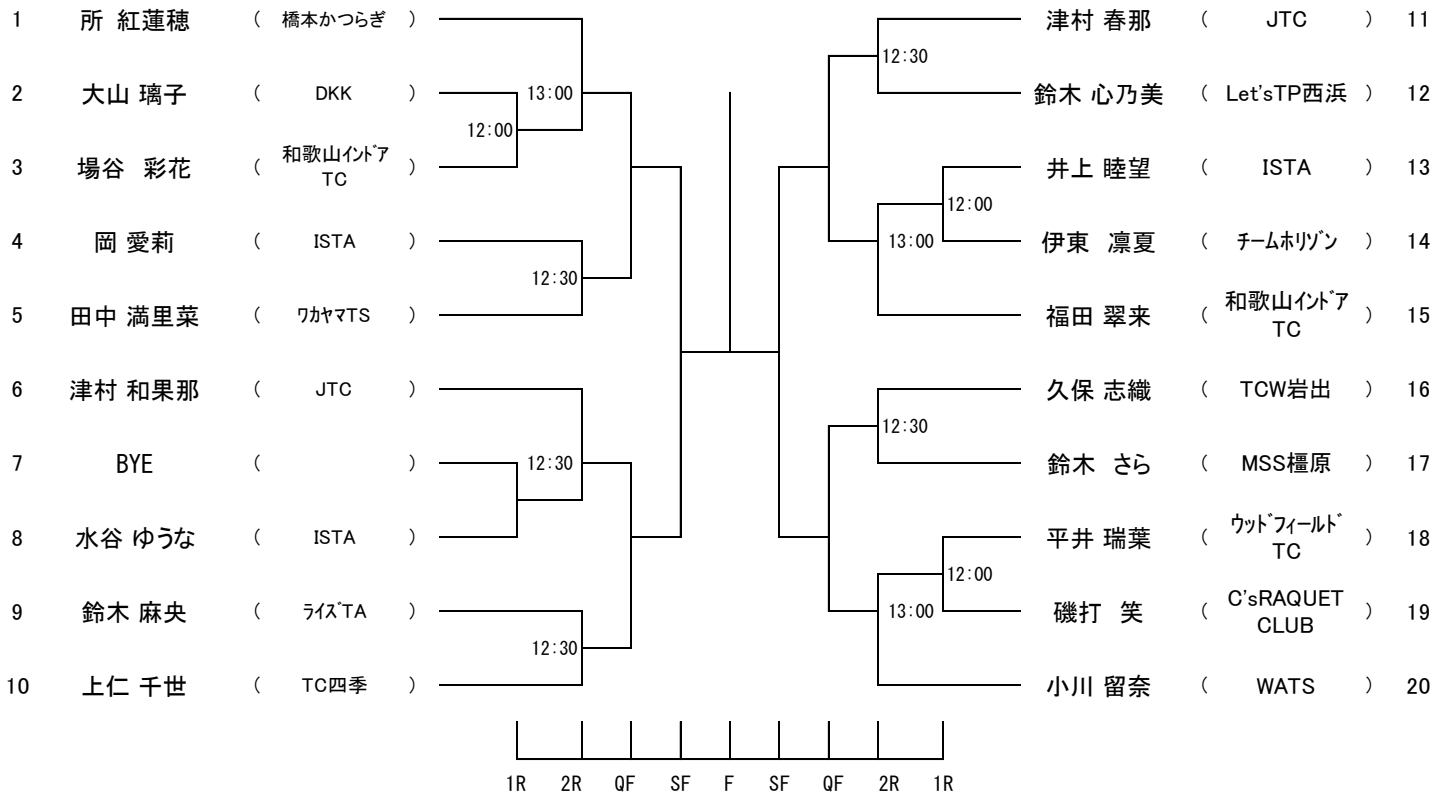 1 所 紅蓮穂 ( 橋本かつらぎ )
2 大山 璃子 ( DKK )
3 場谷 彩花 ( 和歌山ｲﾝﾄﾞｱ
TC )
4 岡 愛莉 ( ISTA )
5 田中 満里菜 ( ﾜｶﾔﾏTS )
6 津村 和果那 ( JTC )
7 BYE ( )
8 水谷 ゆうな ( ISTA )
9 鈴木 麻央 ( ﾗｲｽﾞTA )
10 上仁 千世 ( TC四季 )
13:00
12:00
12:30
12:30
12:30
津村 春那 ( JTC ) 11
鈴木 心乃美 ( Let'sTP西浜 ) 12
井上 睦望 ( ISTA ) 13
伊東 凛夏 ( ﾁｰﾑﾎﾘｿﾞﾝ ) 14
福田 翠来 ( 和歌山ｲﾝﾄﾞｱ
TC ) 15
久保 志織 ( TCW岩出 ) 16
鈴木 さら ( MSS橿原 ) 17
平井 瑞葉 ( ｳｯﾄﾞﾌｨｰﾙﾄﾞ
TC ) 18
磯打 笑 ( C'sRAQUET
CLUB ) 19
小川 留奈 ( WATS ) 20
12:30
12:00
13:00
12:30
12:00
13:00
1R 2R QF SF F SF QF 2R 1R